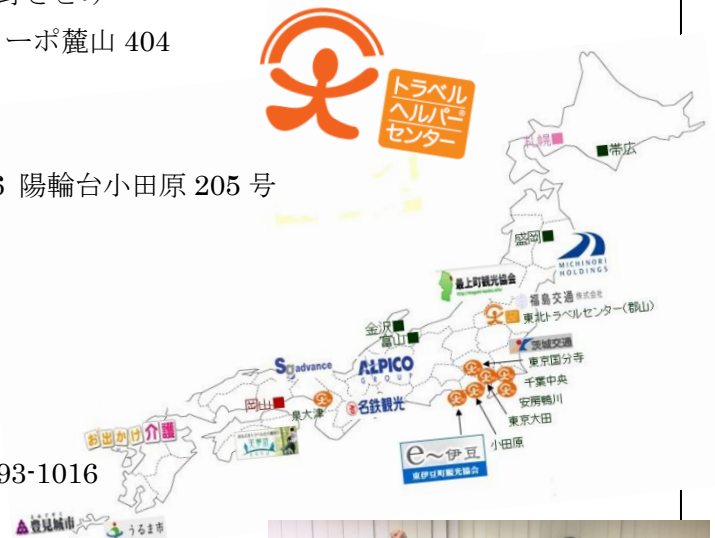 ーポ麓山 404
トラベル
ヘルパー®
センター
陽輪台小田原 205 号
札幌
帯広
盛岡
MICHINORI
HOLDINGS
最上町観光協会
福島交通 株式会社
東北トラベルセンター(郡山)
茨城交通
金沢
富山
東京国分寺
千葉中央
安房鴨川
東京大田
小田原
Sg advance
ALPICO
GROUP
岡山
泉大津
名鉄観光
お出かけ介護
e〜伊豆
東伊豆町観光協会
93-1016
豊見城市
うるま市